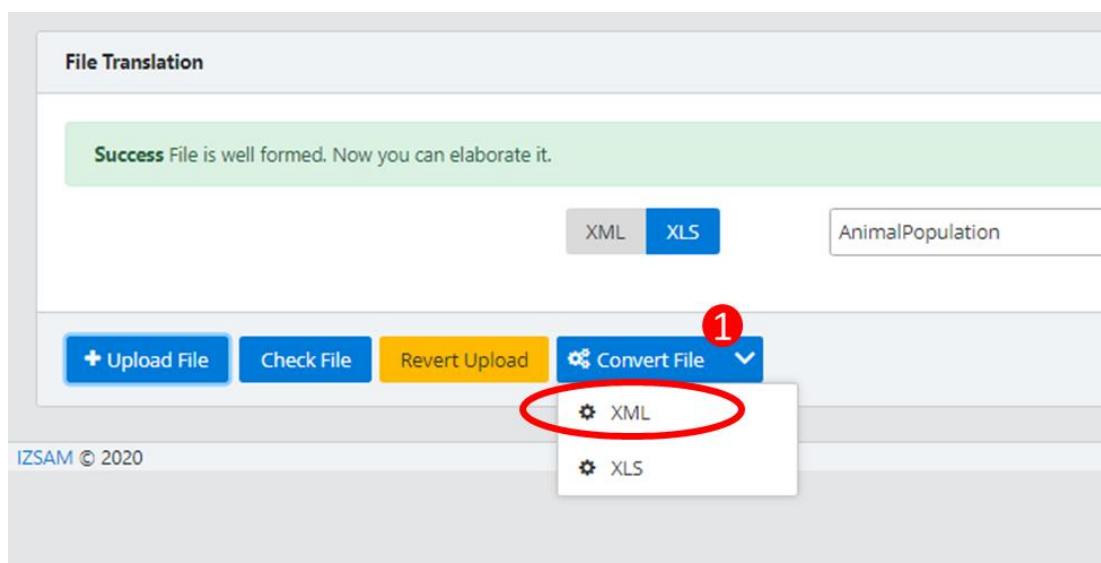 File Translation
Success File is well formed. Now you can elaborate it.
XML XLS AnimalPopulation
1
Upload File Check File Revert Upload Convert File
XML
IZSAM © 2020
XLS